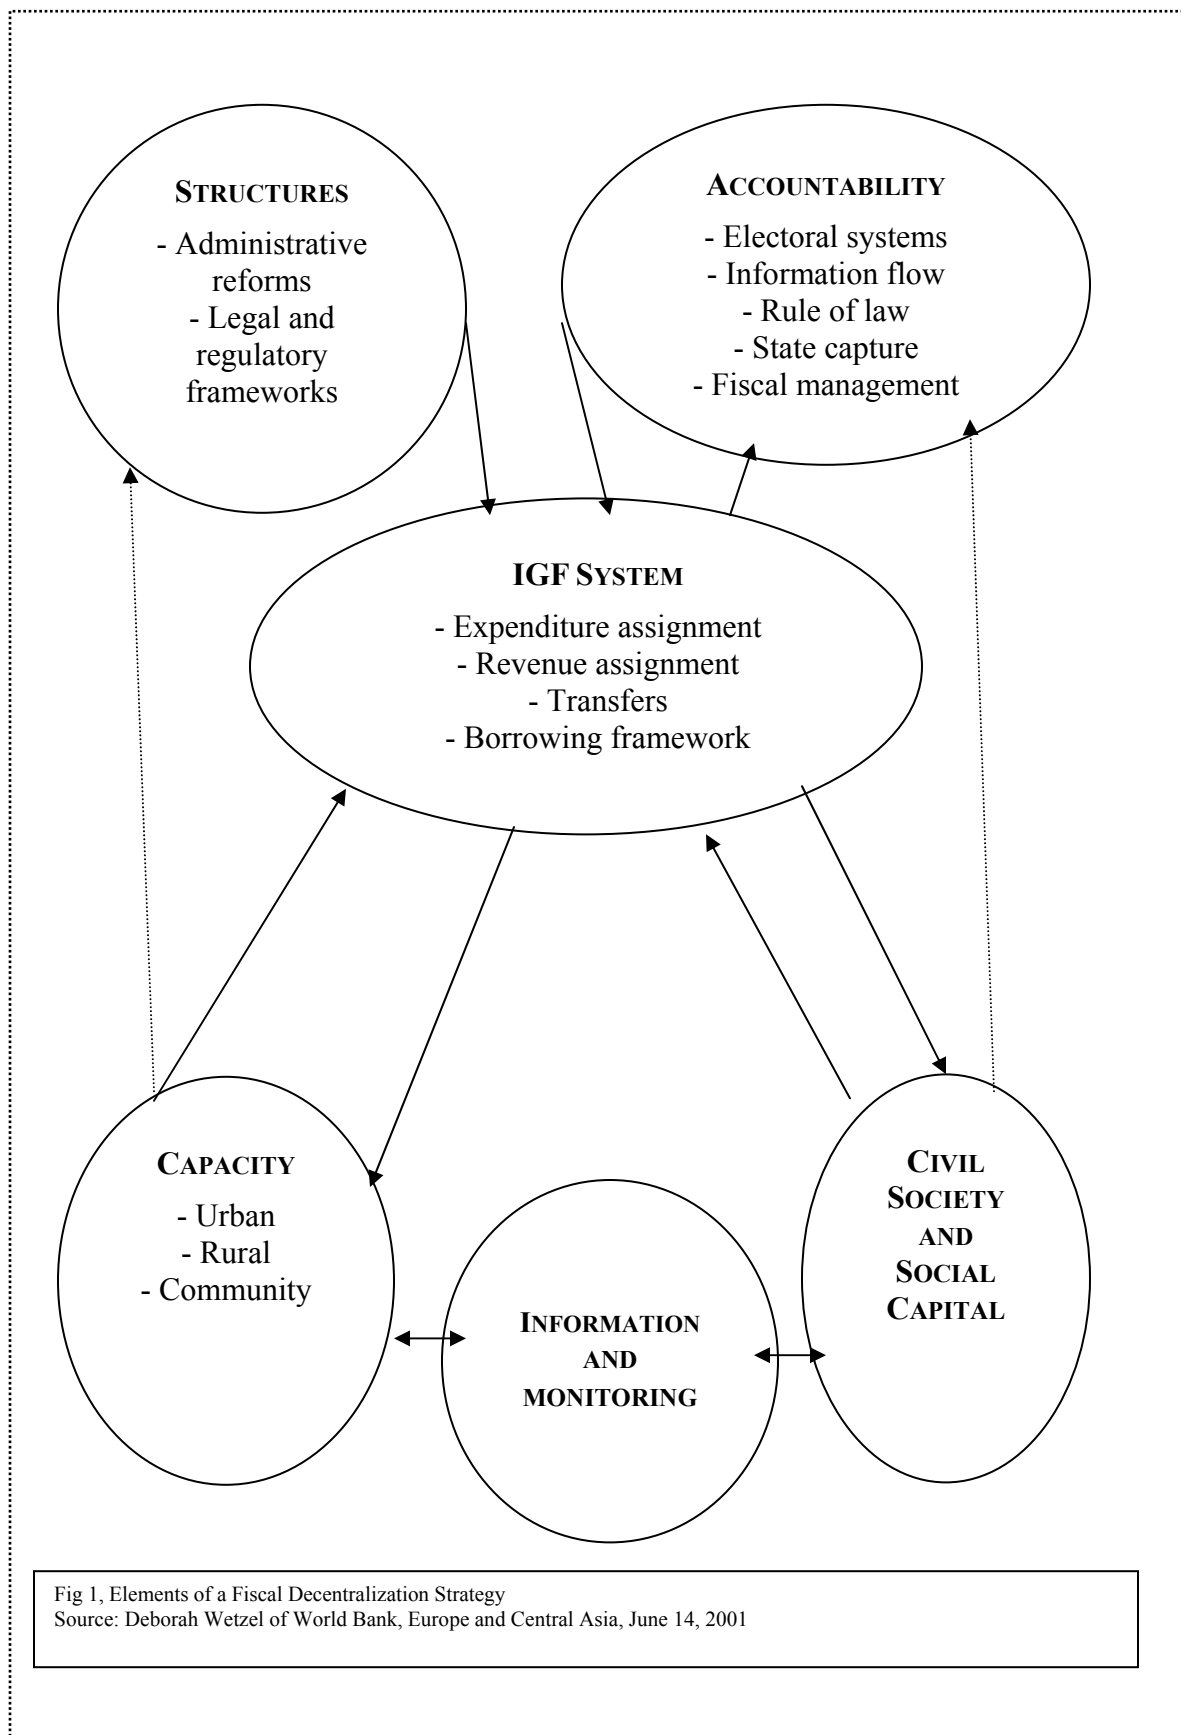 STRUCTURES
- Administrative
reforms
- Legal and
regulatory
frameworks
ACCOUNTABILITY
- Electoral systems
- Information flow
- Rule of law
- State capture
- Fiscal management
IGF SYSTEM
- Expenditure assignment
- Revenue assignment
- Transfers
- Borrowing framework
CAPACITY
- Urban
- Rural
- Community
INFORMATION
AND
MONITORING
CIVIL
SOCIETY
AND
SOCIAL
CAPITAL
Fig 1, Elements of a Fiscal Decentralization Strategy
Source: Deborah Wetzel of World Bank, Europe and Central Asia, June 14, 2001